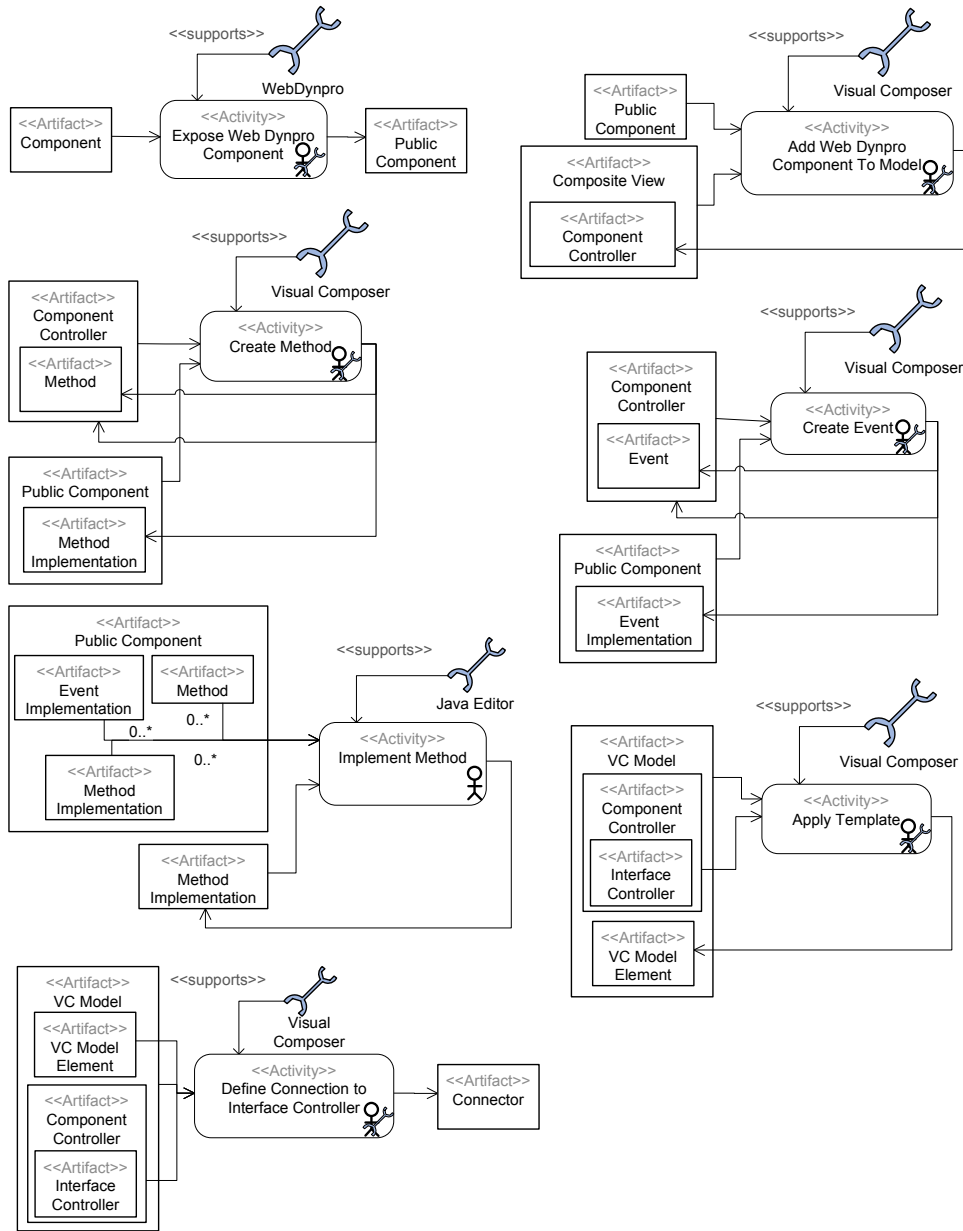 <<supports>>
WebDynpro
<<Artifact>>
Component
<<Activity>>
Expose Web Dynpro
Component
<<Artifact>>
Public
Component
<<supports>>
Visual Composer
<<Artifact>>
Public
Component
<<Activity>>
Add Web Dynpro
Component To Model
<<Artifact>>
Composite View
<<Artifact>>
Component
Controller
<<supports>>
Visual Composer
<<Artifact>>
Component
Controller
<<Artifact>>
Method
<<Activity>>
Create Method
<<Artifact>>
Public Component
<<Artifact>>
Method
Implementation
<<supports>>
Visual Composer
<<Artifact>>
Component
Controller
<<Artifact>>
Event
<<Activity>>
Create Event
<<Artifact>>
Public Component
<<Artifact>>
Event
Implementation
<<Artifact>>
Public Component
<<Artifact>>
Event
Implementation
<<Artifact>>
Method
0..*
0..*
0..*
<<Artifact>>
Method
Implementation
<<supports>>
Java Editor
<<Activity>>
Implement Method
<<Artifact>>
Method
Implementation
<<supports>>
Visual Composer
<<Artifact>>
VC Model
<<Artifact>>
Component
Controller
<<Artifact>>
Interface
Controller
<<Artifact>>
VC Model
Element
<<Activity>>
Apply Template
<<Artifact>>
VC Model
<<Artifact>>
VC Model
Element
<<Artifact>>
Component
Controller
<<Artifact>>
Interface
Controller
<<supports>>
Visual
Composer
<<Activity>>
Define Connection to
Interface Controller
<<Artifact>>
Connector